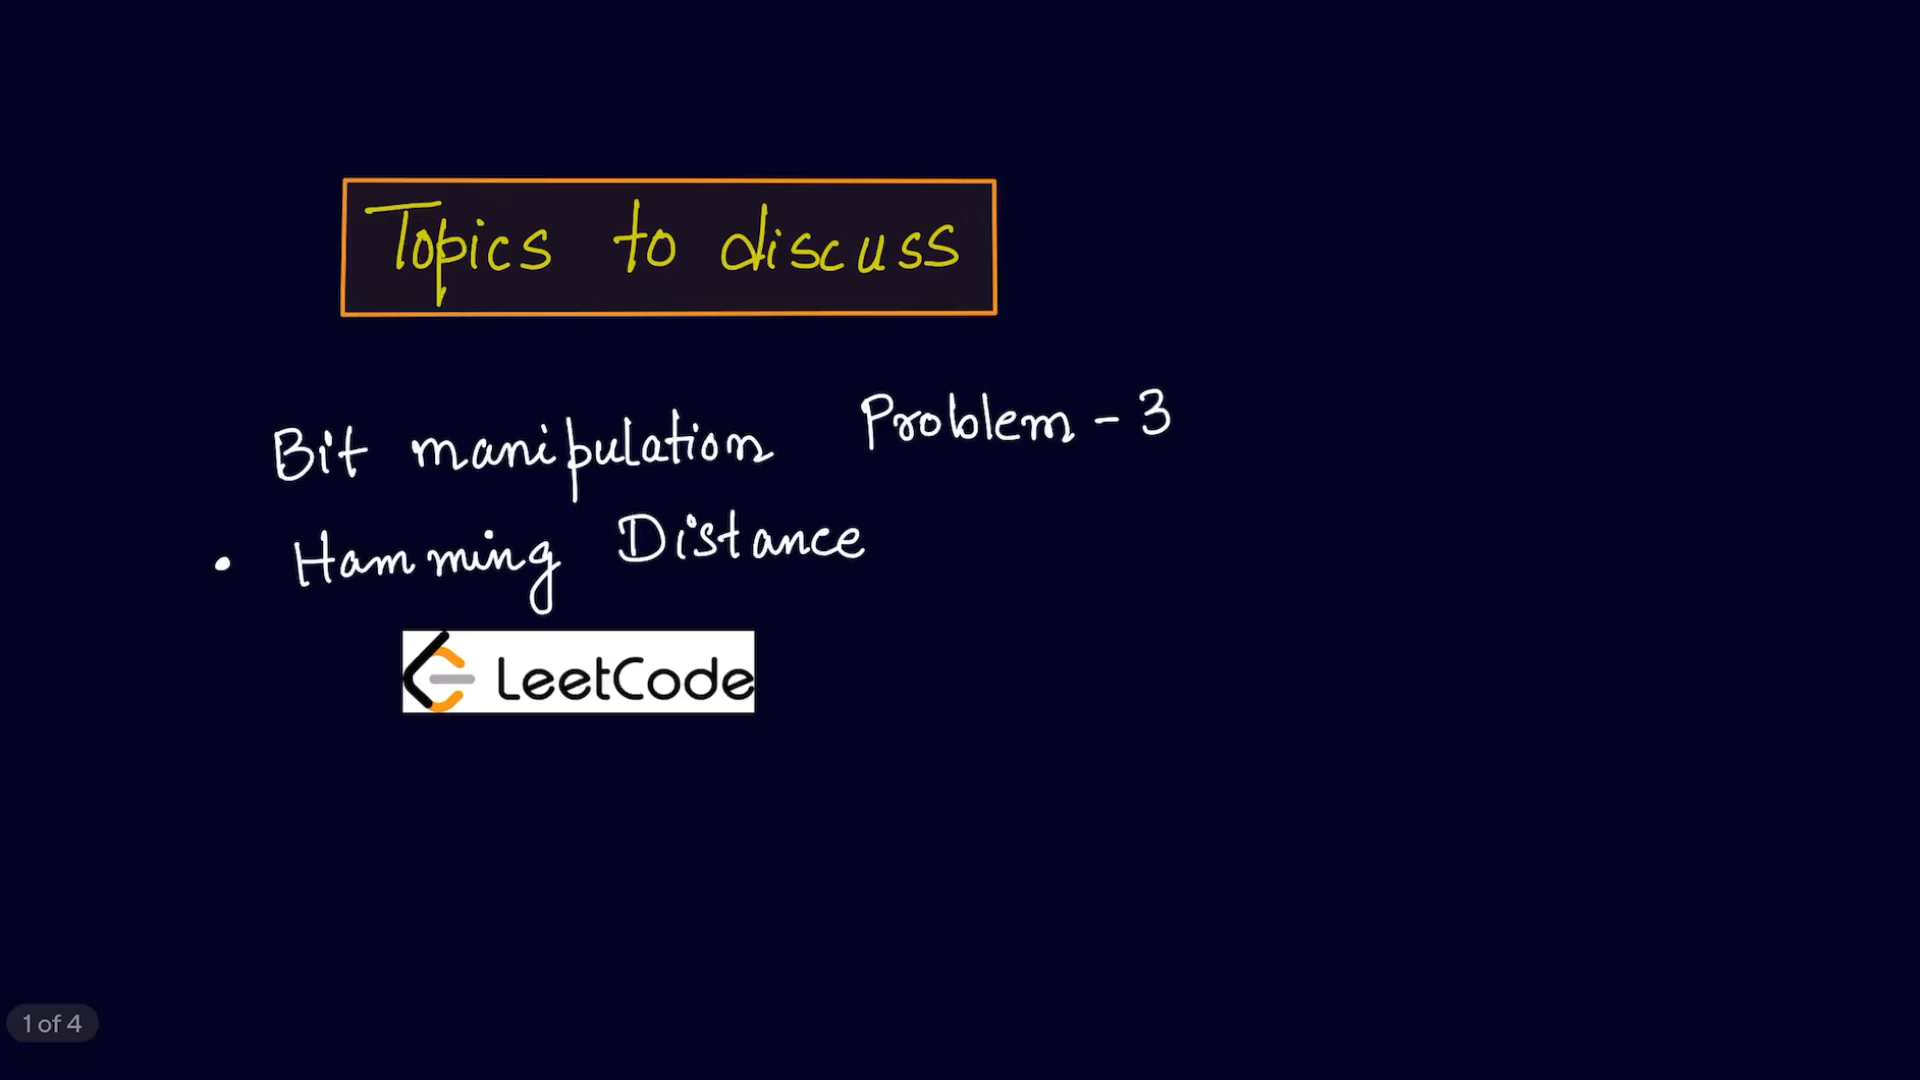 Topics to discuss
Bit manipulation Problem - 3
• Hamming Distance
LeetCode
1 of 4